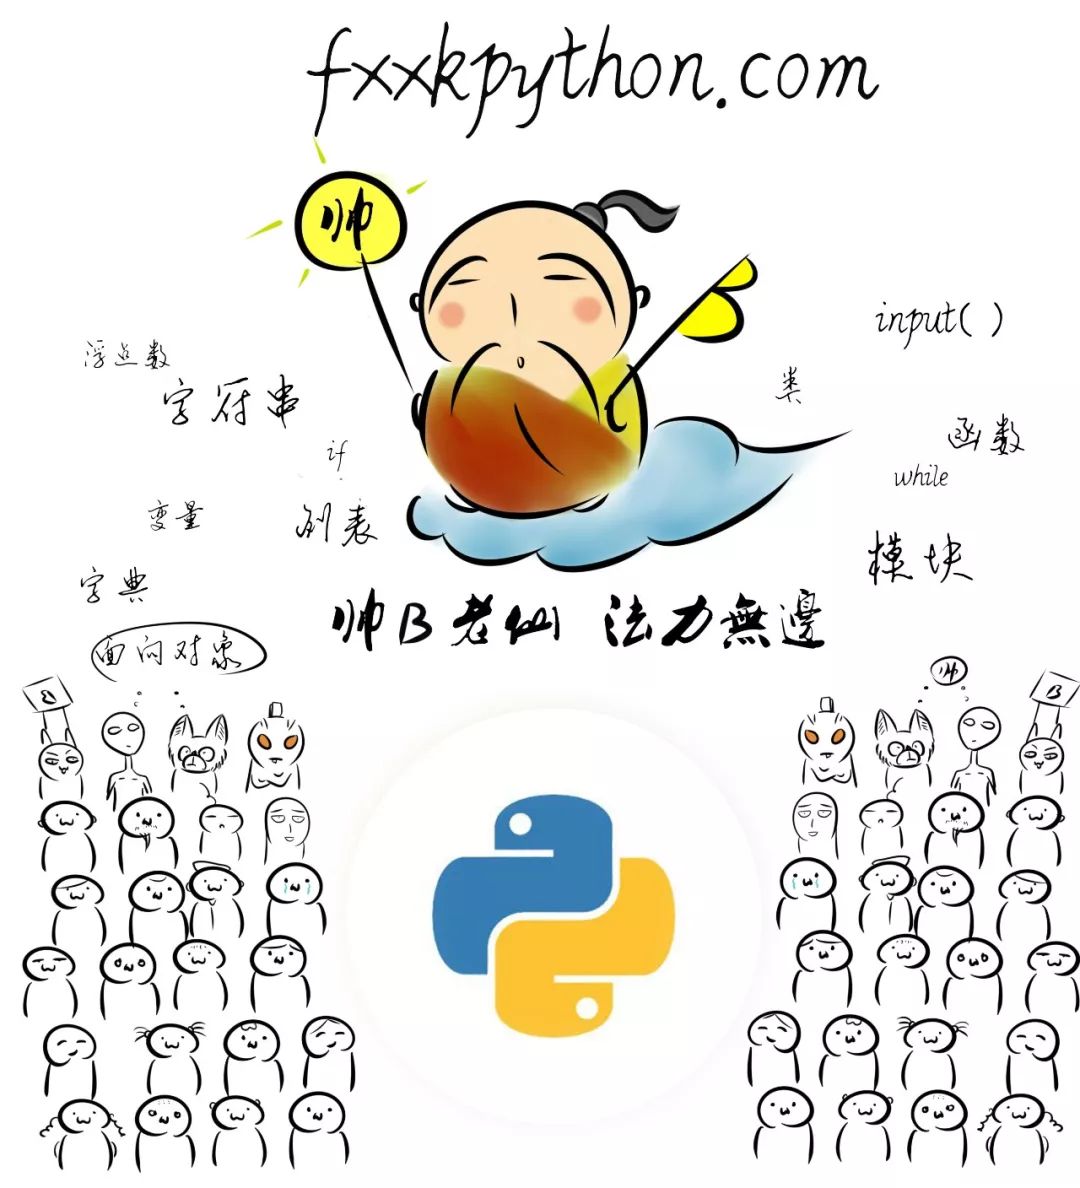 fxxkpython.com
帅
input( )
浮点数
类
字符串
函数
if
while
变量
列表
模块
字典
帅B老仙 法力無邊
面向对象
帅
B
B